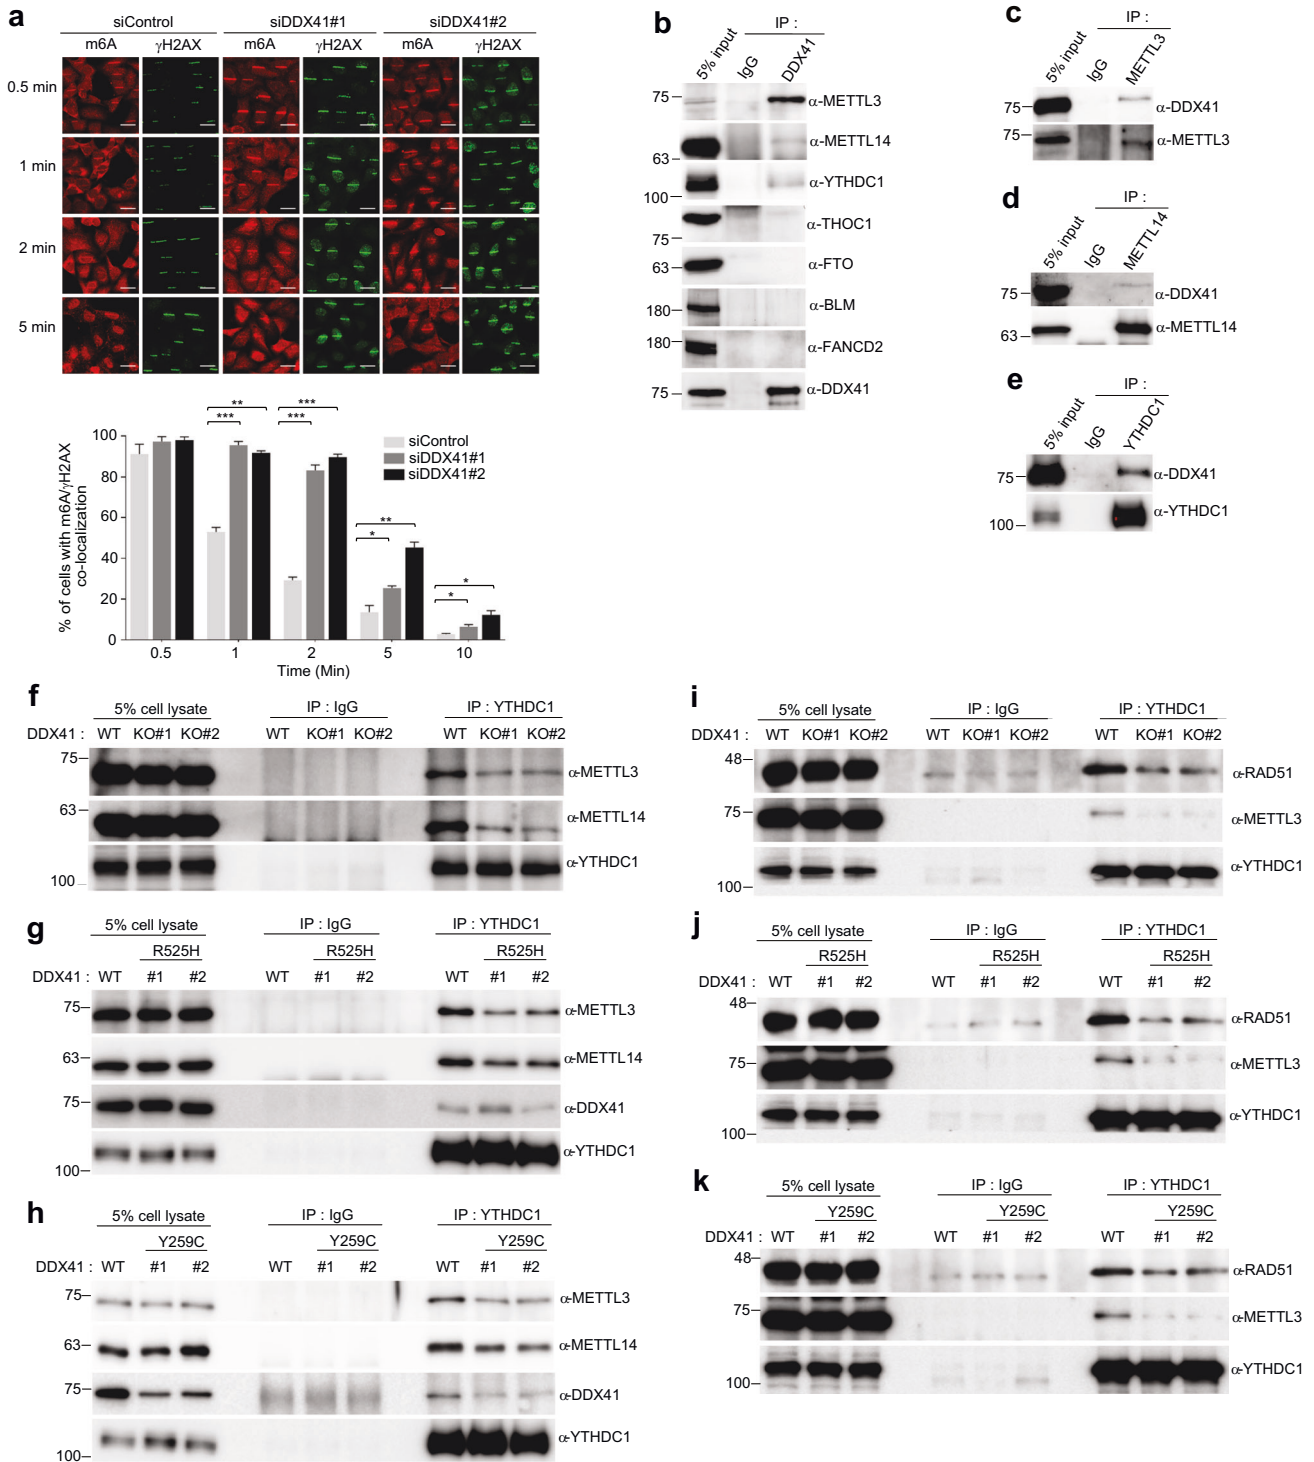 a
siControl siDDX41#1 siDDX41#2
m6A γH2AX m6A γH2AX m6A γH2AX
0.5 min
1 min
2 min
5 min
** ***
*** ***
siControl
siDDX41#1
siDDX41#2
**
*
*
*
% of cells with m6A/γH2AX
co-localization
100
80
60
40
20
0
0.5 1 2 5 10
Time (Min)
b
IP :
5% input IgG DDX41
75 α-METTL3
α-METTL14
63
α-YTHDC1
100
α-THOC1
75
63 α-FTO
180 α-BLM
180 α-FANCD2
75 α-DDX41
c
IP :
5% input IgG METTL3
75 α-DDX41
75 α-METTL3
d
IP :
5% input IgG METTL14
75 α-DDX41
63 α-METTL14
e
IP :
5% input IgG YTHDC1
75 α-DDX41
100 α-YTHDC1
f
5% cell lysate IP : IgG IP : YTHDC1
DDX41 : WT KO#1 KO#2 WT KO#1 KO#2 WT KO#1 KO#2
75 α-METTL3
63 α-METTL14
100 α-YTHDC1
g
5% cell lysate IP : IgG IP : YTHDC1
R525H R525H R525H
DDX41 : WT #1 #2 WT #1 #2 WT #1 #2
75 α-METTL3
63 α-METTL14
75 α-DDX41
100 α-YTHDC1
h
5% cell lysate IP : IgG IP : YTHDC1
Y259C Y259C Y259C
DDX41 : WT #1 #2 WT #1 #2 WT #1 #2
75 α-METTL3
63 α-METTL14
75 α-DDX41
100 α-YTHDC1
i
5% cell lysate IP : IgG IP : YTHDC1
DDX41 : WT KO#1 KO#2 WT KO#1 KO#2 WT KO#1 KO#2
48 α-RAD51
75 α-METTL3
100 α-YTHDC1
j
5% cell lysate IP : IgG IP : YTHDC1
R525H R525H R525H
DDX41 : WT #1 #2 WT #1 #2 WT #1 #2
48 α-RAD51
75 α-METTL3
100 α-YTHDC1
k
5% cell lysate IP : IgG IP : YTHDC1
Y259C Y259C Y259C
DDX41 : WT #1 #2 WT #1 #2 WT #1 #2
48 α-RAD51
75 α-METTL3
100 α-YTHDC1